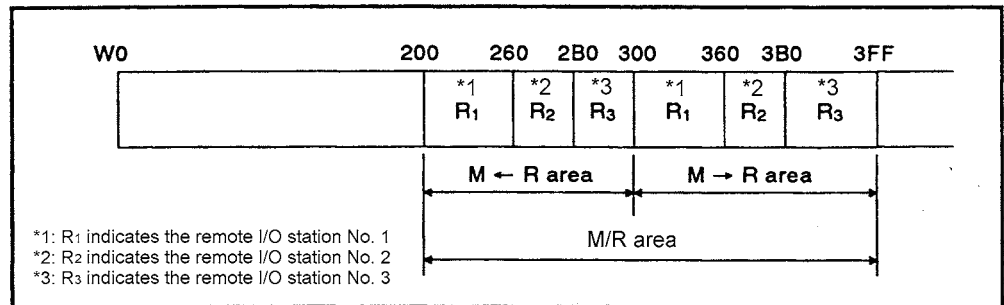 W0 200 260 2B0 300 360 3B0 3FF
*1 *2 *3 *1 *2 *3
R₁ R₂ R₃ R₁ R₂ R₃
M ← R area M → R area
M/R area
*1: R₁ indicates the remote I/O station No. 1
*2: R₂ indicates the remote I/O station No. 2
*3: R₃ indicates the remote I/O station No. 3